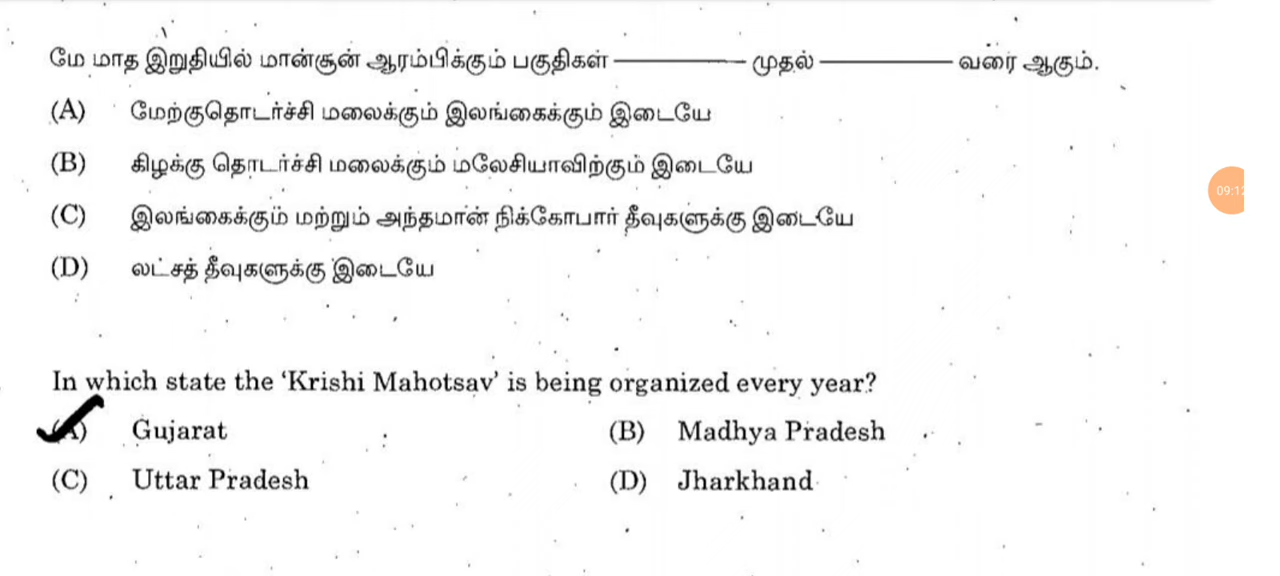 மே மாத இறுதியில் மான்சூன் ஆரம்பிக்கும் பகுதிகள் ———— முதல் ———— வரை ஆகும்.
(A) மேற்குதொடர்ச்சி மலைக்கும் இலங்கைக்கும் இடையே
(B) கிழக்கு தொடர்ச்சி மலைக்கும் மலேசியாவிற்கும் இடையே
(C) இலங்கைக்கும் மற்றும் அந்தமான் நிக்கோபார் தீவுகளுக்கு இடையே
(D) லட்சத் தீவுகளுக்கு இடையே
09:12
In which state the ‘Krishi Mahotsav’ is being organized every year?
(A) Gujarat (B) Madhya Pradesh
(C) Uttar Pradesh (D) Jharkhand